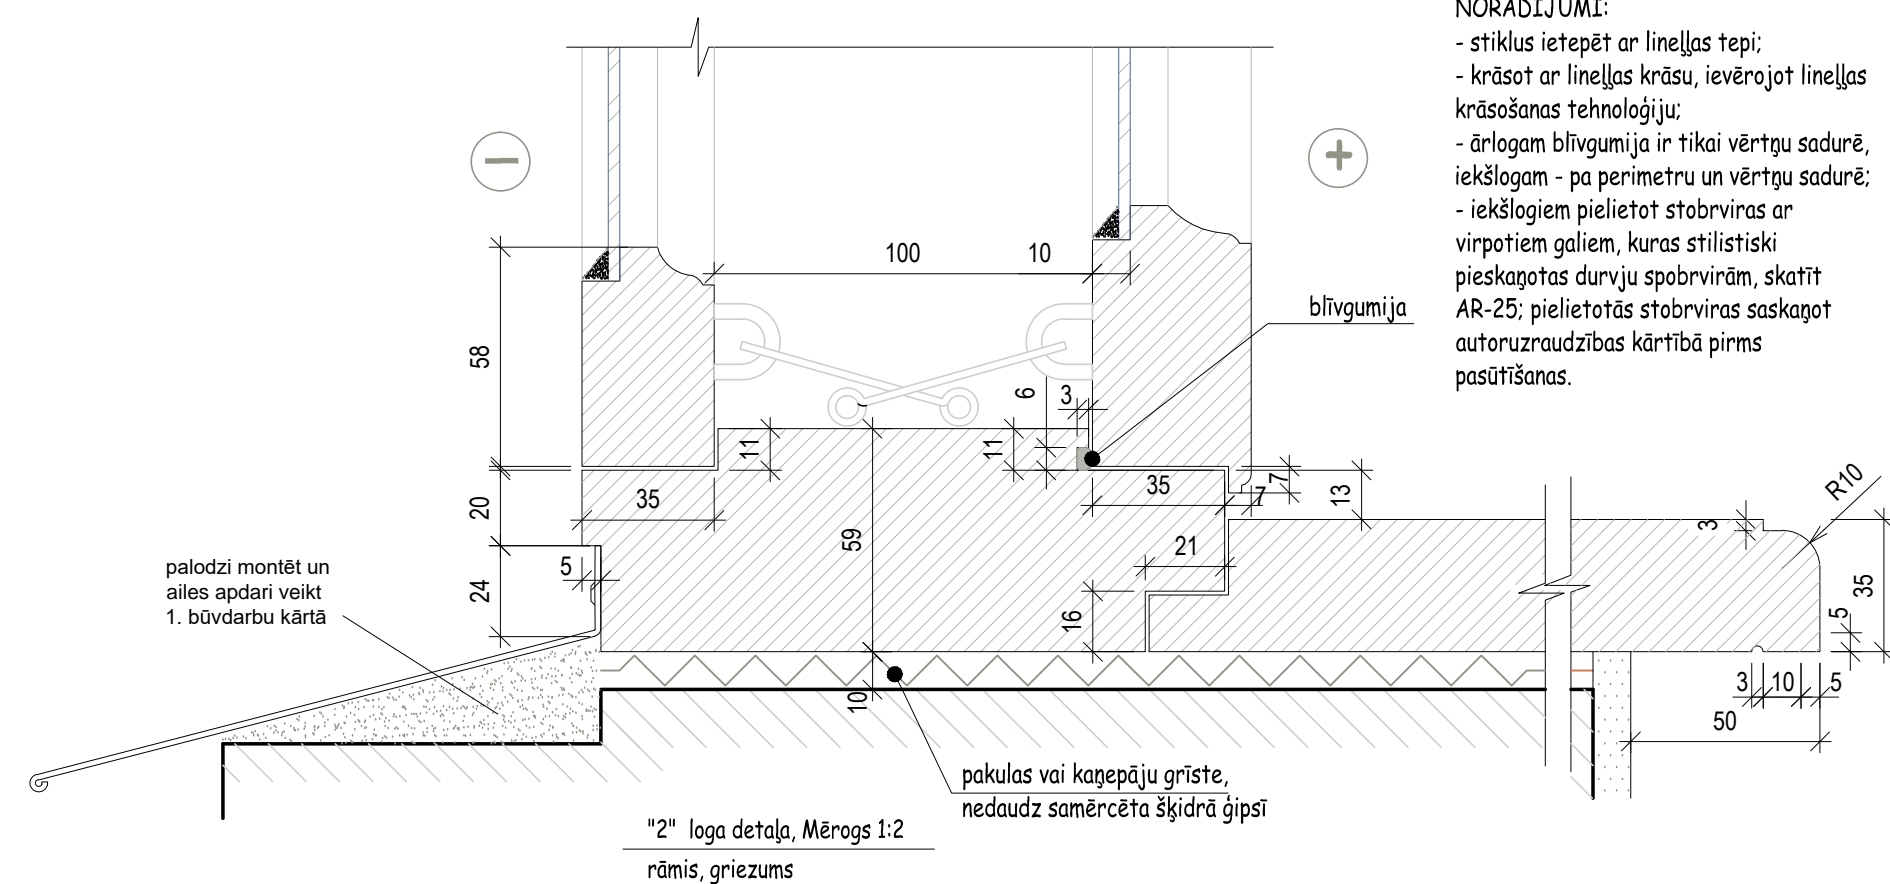 NORĀDĪJUMI:
- stiklus ietepēt ar lineļļas tepi;
- krāsot ar lineļļas krāsu, ievērojot lineļļas
krāsošanas tehnoloģiju;
- ārlogam blīvgumija ir tikai vērtņu sadurē,
iekšlogam - pa perimetru un vērtņu sadurē;
- iekšlogiem pielietot stobrviras ar
virpotiem galiem, kuras stilistiski
pieskaņotas durvju spobrvirām, skatīt
AR-25; pielietotās stobrviras saskaņot
autoruzraudzības kārtībā pirms
pasūtīšanas.
−
+
100
10
blīvgumija
58
6
3
11
11
35
35
7
7
13
R10
3
20
59
21
5
24
16
35
5
palodzi montēt un
ailes apdari veikt
1. būvdarbu kārtā
10
3
10
5
50
pakulas vai kaņepāju grīste,
nedaudz samērcēta šķidrā ģipsī
"2" loga detaļa, Mērogs 1:2
rāmis, griezums